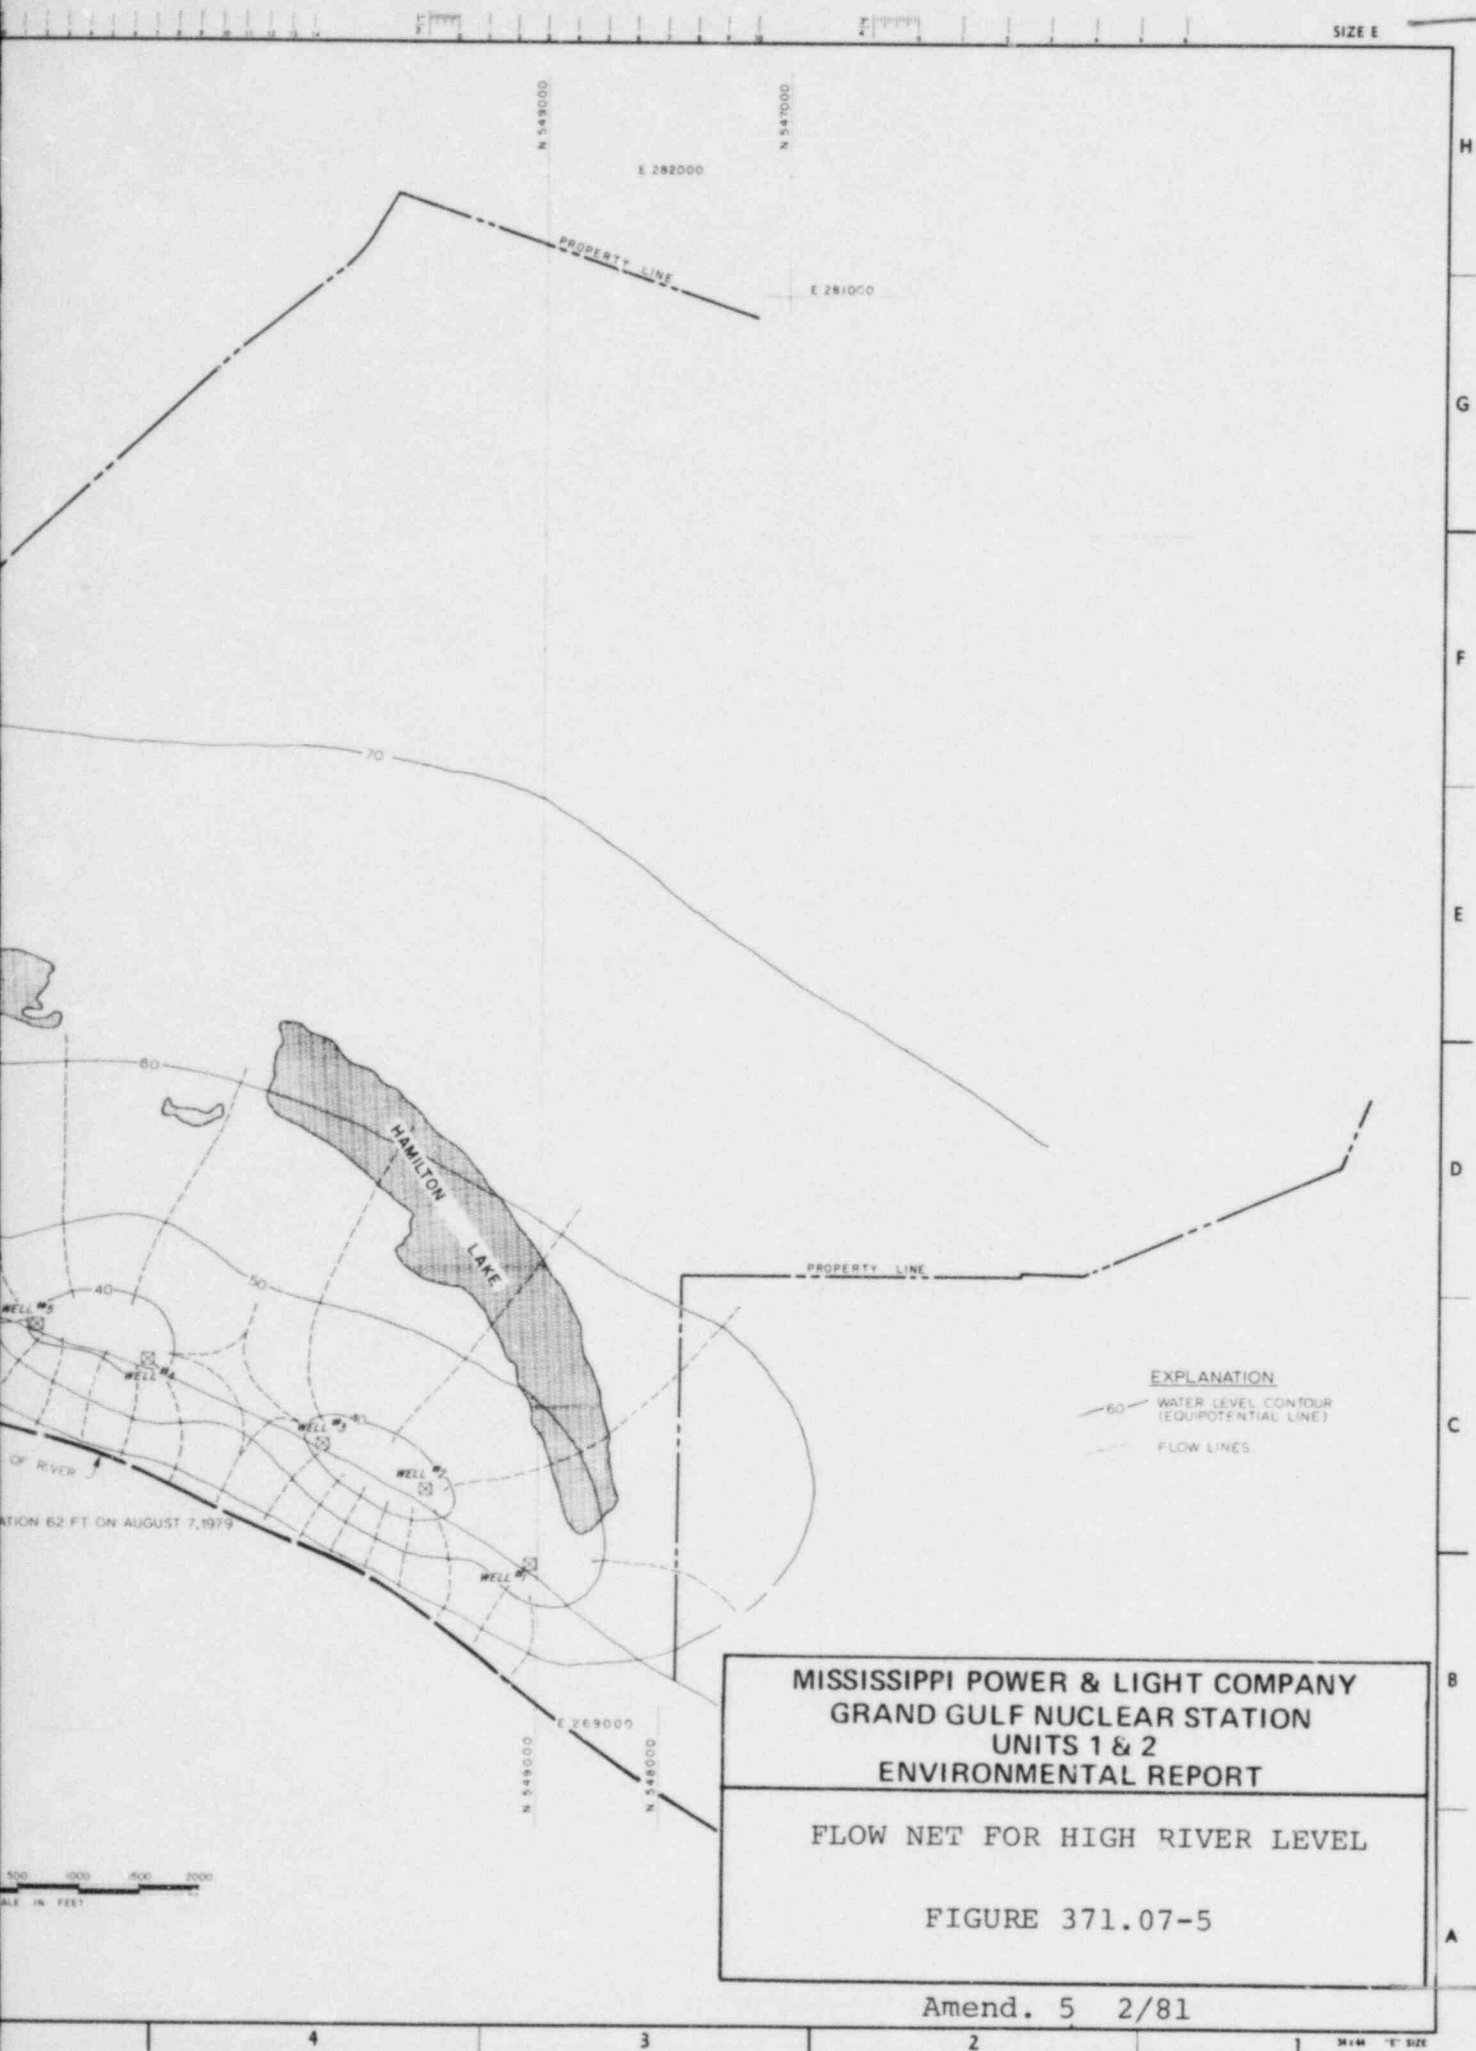 SIZE E
N 549000
N 547000
E 282000
H
PROPERTY LINE
E 281000
G
F
70
E
60
HAMILTON
LAKE
D
PROPERTY LINE
50
40
WELL #5
WELL #4
EXPLANATION
60 WATER LEVEL CONTOUR
(EQUIPOTENTIAL LINE)
FLOW LINES
C
40
WELL #3
WELL #2
OF RIVER
ATION 62 FT ON AUGUST 7, 1979
WELL #1
MISSISSIPPI POWER & LIGHT COMPANY
GRAND GULF NUCLEAR STATION
UNITS 1 & 2
ENVIRONMENTAL REPORT
B
E 269000
N 549000
N 548000
FLOW NET FOR HIGH RIVER LEVEL
FIGURE 371.07-5
500 1000 1500 2000
ALE IN FEET
A
Amend. 5 2/81
4 3 2 1
34x44 "E" SIZE